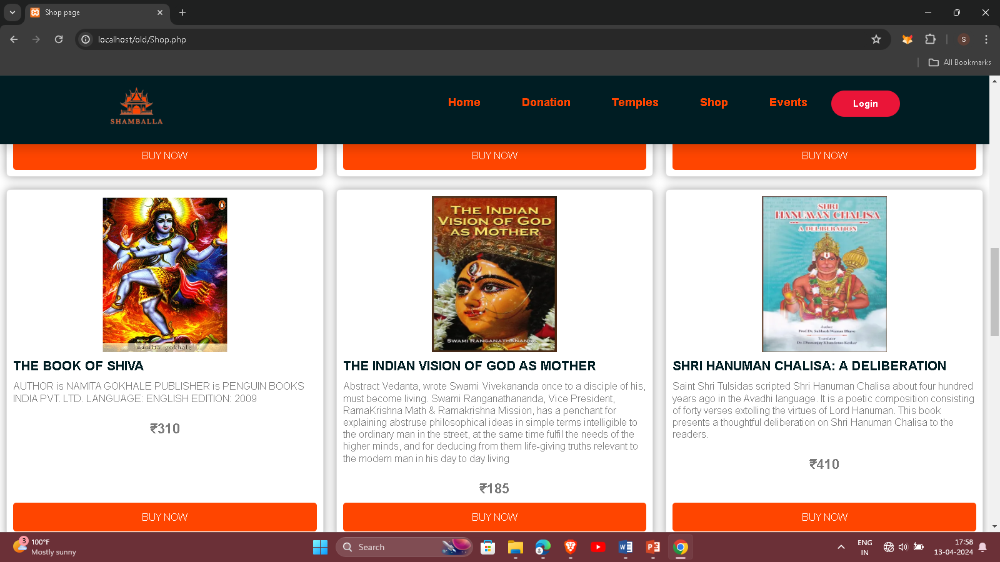 Shop page
localhost/old/Shop.php
S
All Bookmarks
SHAMBALLA
Home
Donation
Temples
Shop
Events
Login
BUY NOW
BUY NOW
BUY NOW
namita gokhale
THE BOOK OF SHIVA
AUTHOR is NAMITA GOKHALE PUBLISHER is PENGUIN BOOKS
INDIA PVT. LTD. LANGUAGE: ENGLISH EDITION: 2009
₹310
BUY NOW
THE INDIAN
VISION OF GOD
AS MOTHER
SWAMI RANGANATHANANDA
THE INDIAN VISION OF GOD AS MOTHER
Abstract Vedanta, wrote Swami Vivekananda once to a disciple of his,
must become living. Swami Ranganathananda, Vice President,
RamaKrishna Math & Ramakrishna Mission, has a penchant for
explaining abstruse philosophical ideas in simple terms intelligible to
the ordinary man in the street, at the same time fulfil the needs of the
higher minds, and for deducing from them life-giving truths relevant to
the modern man in his day to day living
₹185
BUY NOW
SHRI
HANUMAN CHALISA
A DELIBERATION
Author
Prof. Dr. Subhash Waman Bhave
Translator
Dr. Dhananjay Khanderao Keskar
SHRI HANUMAN CHALISA: A DELIBERATION
Saint Shri Tulsidas scripted Shri Hanuman Chalisa about four hundred
years ago in the Avadhi language. It is a poetic composition consisting
of forty verses extolling the virtues of Lord Hanuman. This book
presents a thoughtful deliberation on Shri Hanuman Chalisa to the
readers.
₹410
BUY NOW
3
100°F
Mostly sunny
Search
ENG
IN
17:58
13-04-2024